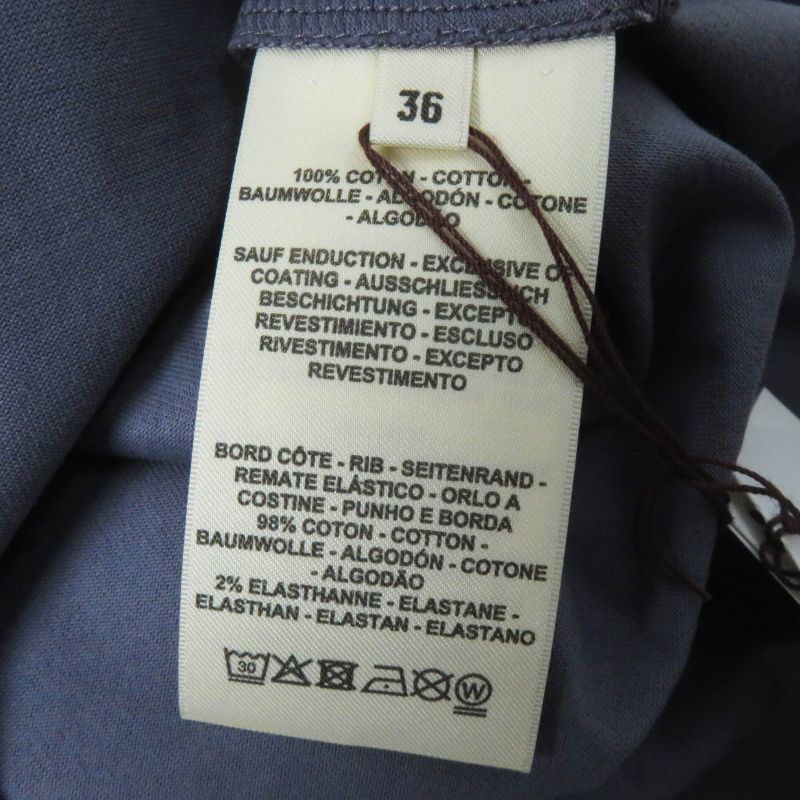 36
100% COTON - COTTON -
BAUMWOLLE - ALGODÓN - COTONE
- ALGODÃO
SAUF ENDUCTION - EXCLUSIVE OF
COATING - AUSSCHLIESSLICH
BESCHICHTUNG - EXCEPTO
REVESTIMIENTO - ESCLUSO
RIVESTIMENTO - EXCEPTO
REVESTIMENTO
BORD CÔTE - RIB - SEITENRAND -
REMATE ELÁSTICO - ORLO A
COSTINE - PUNHO E BORDA
98% COTON - COTTON -
BAUMWOLLE - ALGODÓN - COTONE
- ALGODÃO
2% ELASTHANNE - ELASTANE -
ELASTHAN - ELASTAN - ELASTANO
30 W